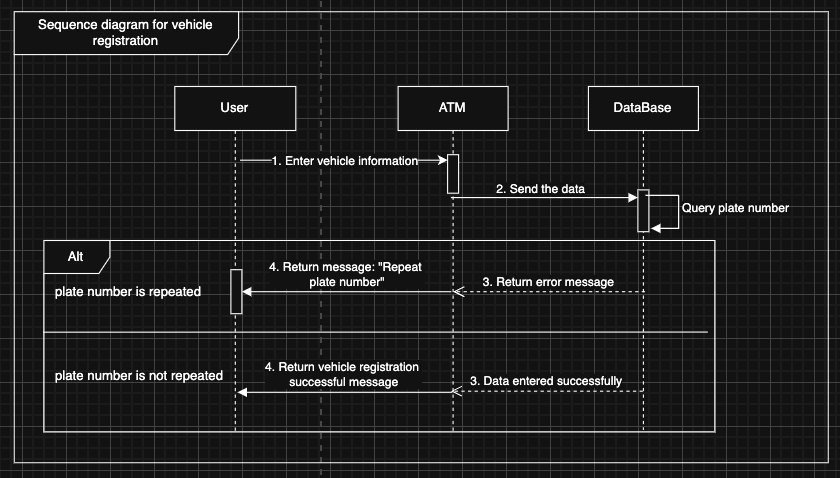 Sequence diagram for vehicle
registration
User
ATM
DataBase
1. Enter vehicle information
2. Send the data
Query plate number
Alt
plate number is repeated
4. Return message: "Repeat
plate number"
3. Return error message
plate number is not repeated
4. Return vehicle registration
successful message
3. Data entered successfully